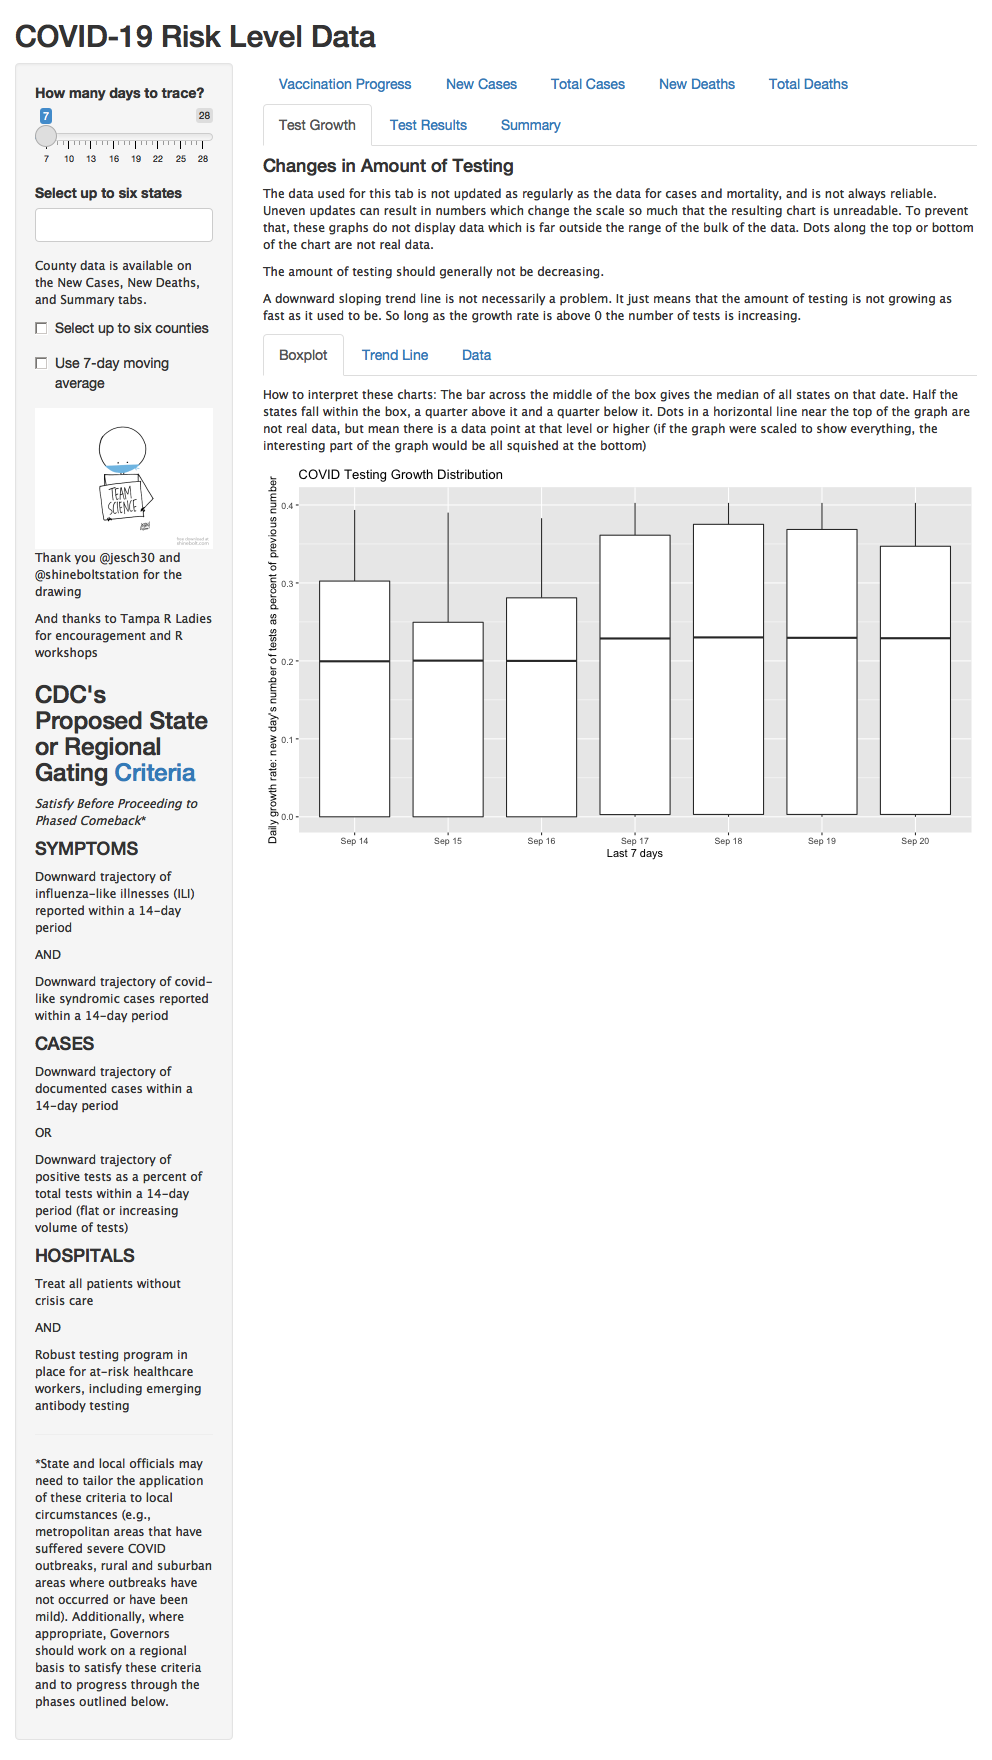 COVID-19 Risk Level Data
How many days to trace?
7
28
7 10 13 16 19 22 25 28
Select up to six states
County data is available on
the New Cases, New Deaths,
and Summary tabs.
Select up to six counties
Use 7-day moving
average
TEAM
SCIENCE
Thank you @jesch30 and
@shineboltstation for the
drawing
And thanks to Tampa R Ladies
for encouragement and R
workshops
CDC's
Proposed State
or Regional
Gating Criteria
Satisfy Before Proceeding to
Phased Comeback*
SYMPTOMS
Downward trajectory of
influenza-like illnesses (ILI)
reported within a 14-day
period
AND
Downward trajectory of covid-
like syndromic cases reported
within a 14-day period
CASES
Downward trajectory of
documented cases within a
14-day period
OR
Downward trajectory of
positive tests as a percent of
total tests within a 14-day
period (flat or increasing
volume of tests)
HOSPITALS
Treat all patients without
crisis care
AND
Robust testing program in
place for at-risk healthcare
workers, including emerging
antibody testing
*State and local officials may
need to tailor the application
of these criteria to local
circumstances (e.g.,
metropolitan areas that have
suffered severe COVID
outbreaks, rural and suburban
areas where outbreaks have
not occurred or have been
mild). Additionally, where
appropriate, Governors
should work on a regional
basis to satisfy these criteria
and to progress through the
phases outlined below.
Vaccination Progress New Cases Total Cases New Deaths Total Deaths
Test Growth Test Results Summary
Changes in Amount of Testing
The data used for this tab is not updated as regularly as the data for cases and mortality, and is not always reliable.
Uneven updates can result in numbers which change the scale so much that the resulting chart is unreadable. To prevent
that, these graphs do not display data which is far outside the range of the bulk of the data. Dots along the top or bottom
of the chart are not real data.
The amount of testing should generally not be decreasing.
A downward sloping trend line is not necessarily a problem. It just means that the amount of testing is not growing as
fast as it used to be. So long as the growth rate is above 0 the number of tests is increasing.
Boxplot Trend Line Data
How to interpret these charts: The bar across the middle of the box gives the median of all states on that date. Half the
states fall within the box, a quarter above it and a quarter below it. Dots in a horizontal line near the top of the graph are
not real data, but mean there is a data point at that level or higher (if the graph were scaled to show everything, the
interesting part of the graph would be all squished at the bottom)
COVID Testing Growth Distribution
Daily growth rate: new day's number of tests as percent of previous number
0.4
0.3
0.2
0.1
0.0
Sep 14 Sep 15 Sep 16 Sep 17 Sep 18 Sep 19 Sep 20
Last 7 days